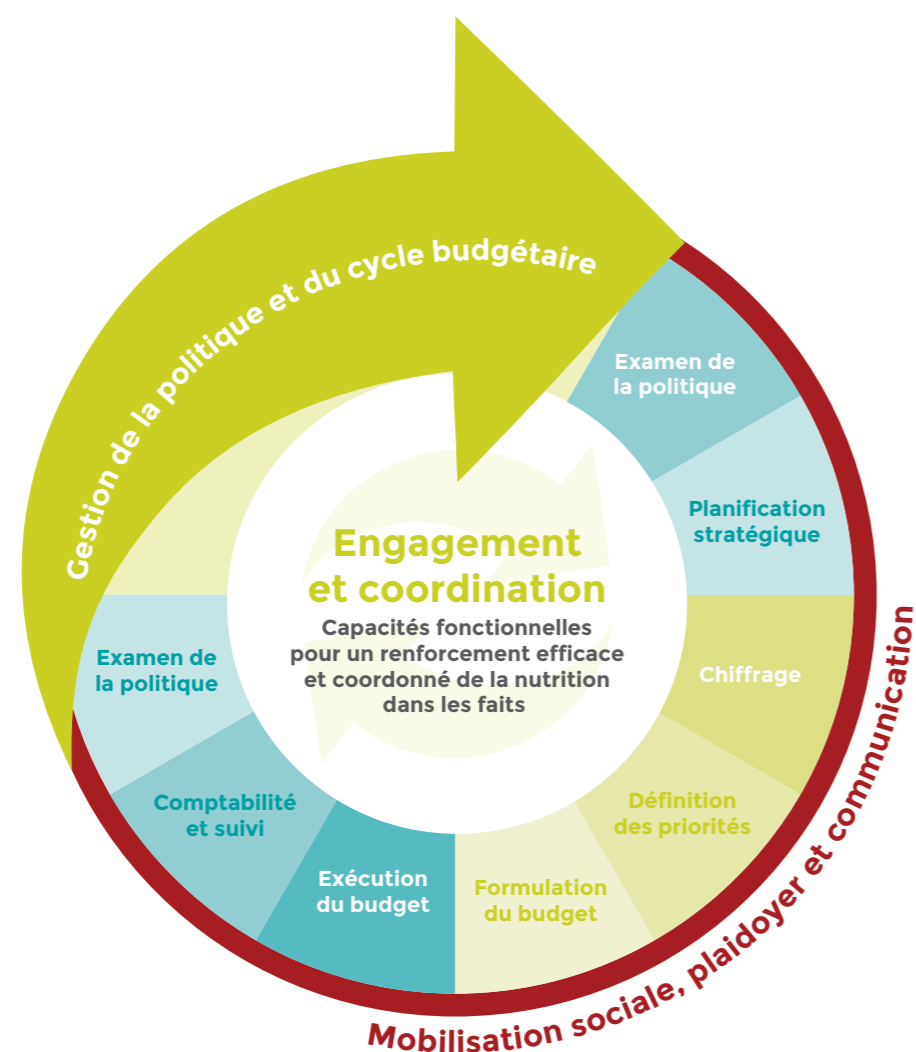 Gestion de la politique et du cycle budgétaire
Examen de
la politique
Planification
stratégique
Chiffrage
Définition
des priorités
Formulation
du budget
Exécution
du budget
Comptabilité
et suivi
Examen de
la politique
Engagement
et coordination
Capacités fonctionnelles
pour un renforcement efficace
et coordonné de la nutrition
dans les faits
Mobilisation sociale, plaidoyer et communication